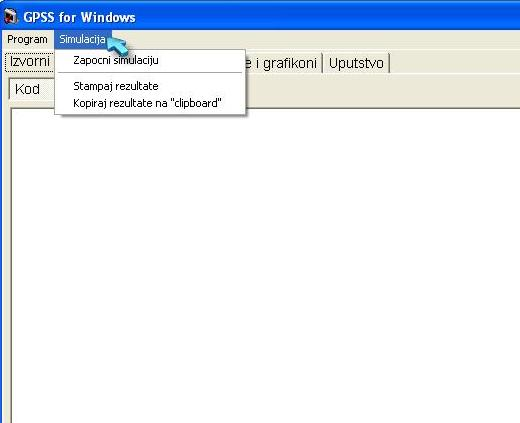 GPSS for Windows
Program Simulacija
Zapocni simulaciju
Stampaj rezultate
Kopiraj rezultate na "clipboard"
Izvorni e i grafikoni Uputstvo
Kod